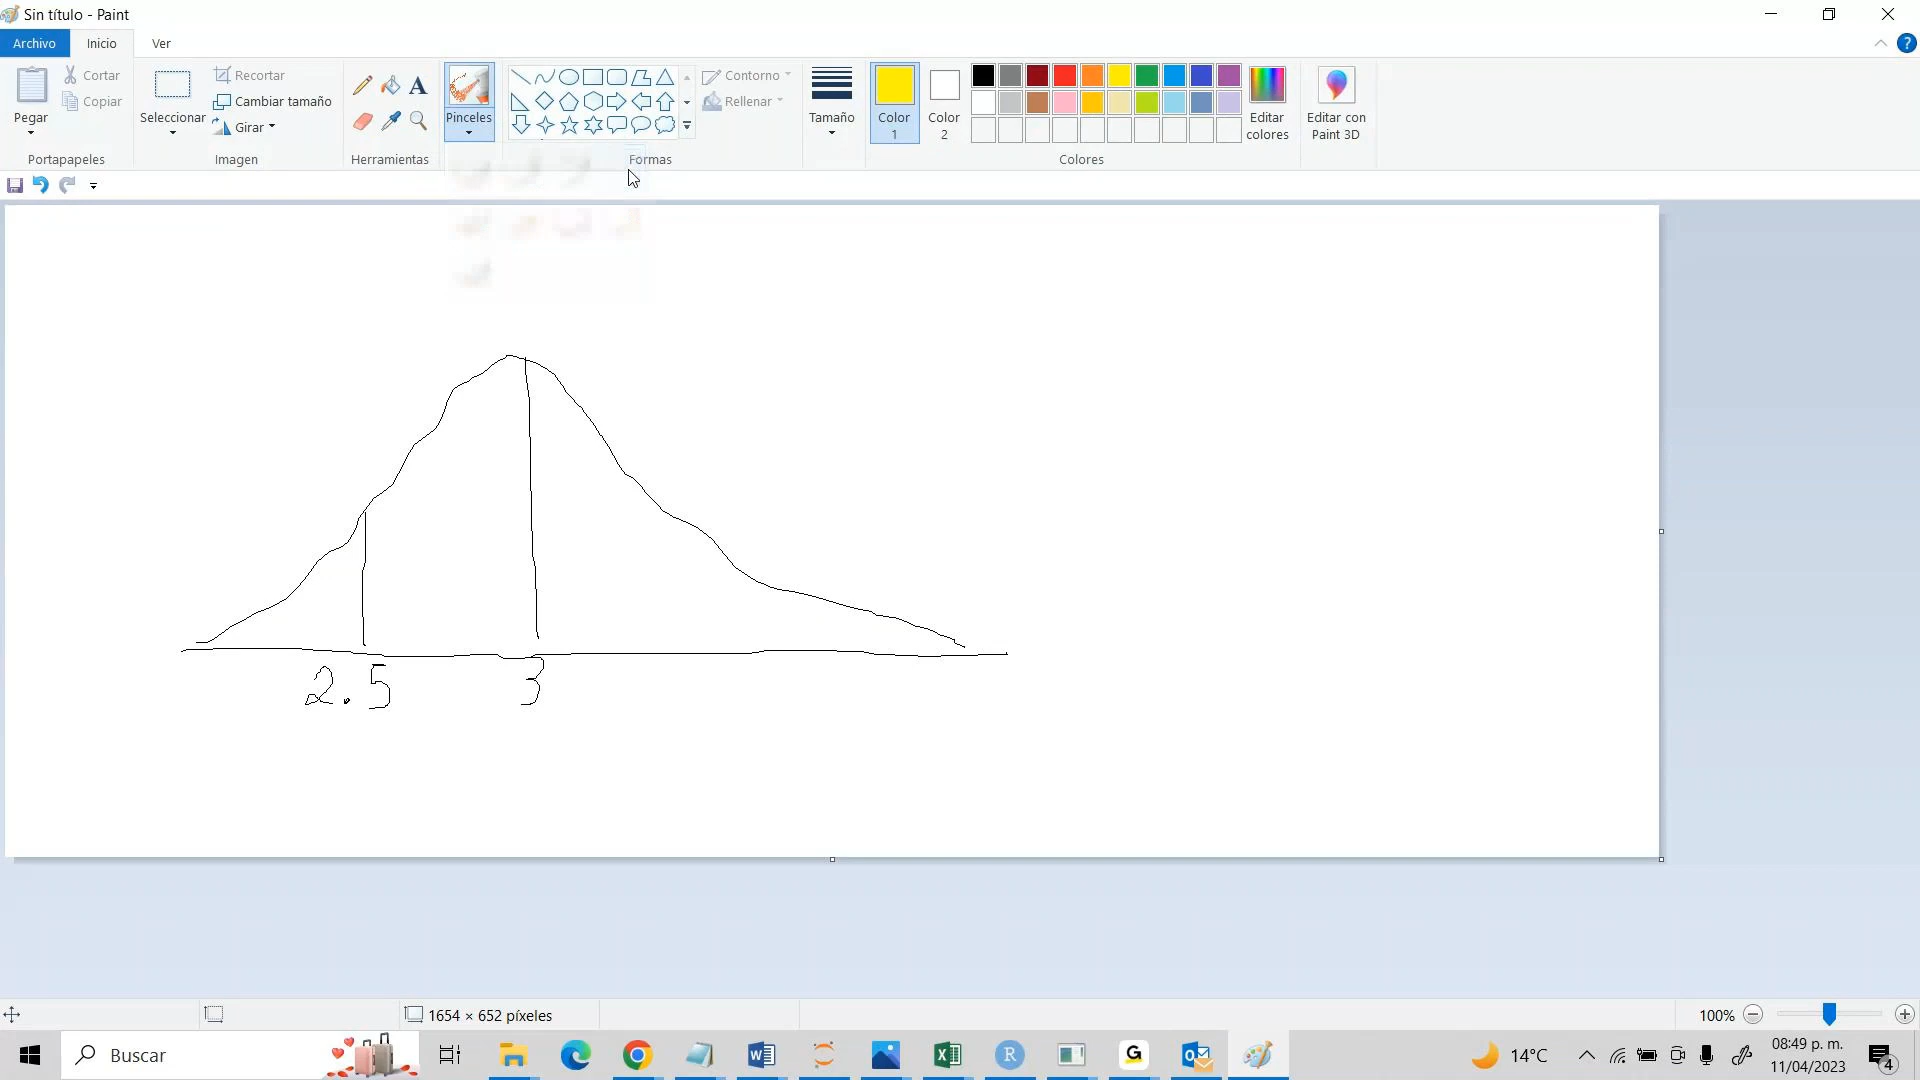 Sin título - Paint
Archivo Inicio Ver
Pegar
Cortar
Copiar
Portapapeles
Seleccionar
Recortar
Cambiar tamaño
Girar
Imagen
A
Herramientas
Pinceles
Formas
Contorno
Rellenar
Tamaño
Color
1
Color
2
Editar
colores
Colores
Editar con
Paint 3D
?
2.5 3
1654 × 652 píxeles
100%
Buscar
W
X
R
G
14°C
08:49 p. m.
11/04/2023
4